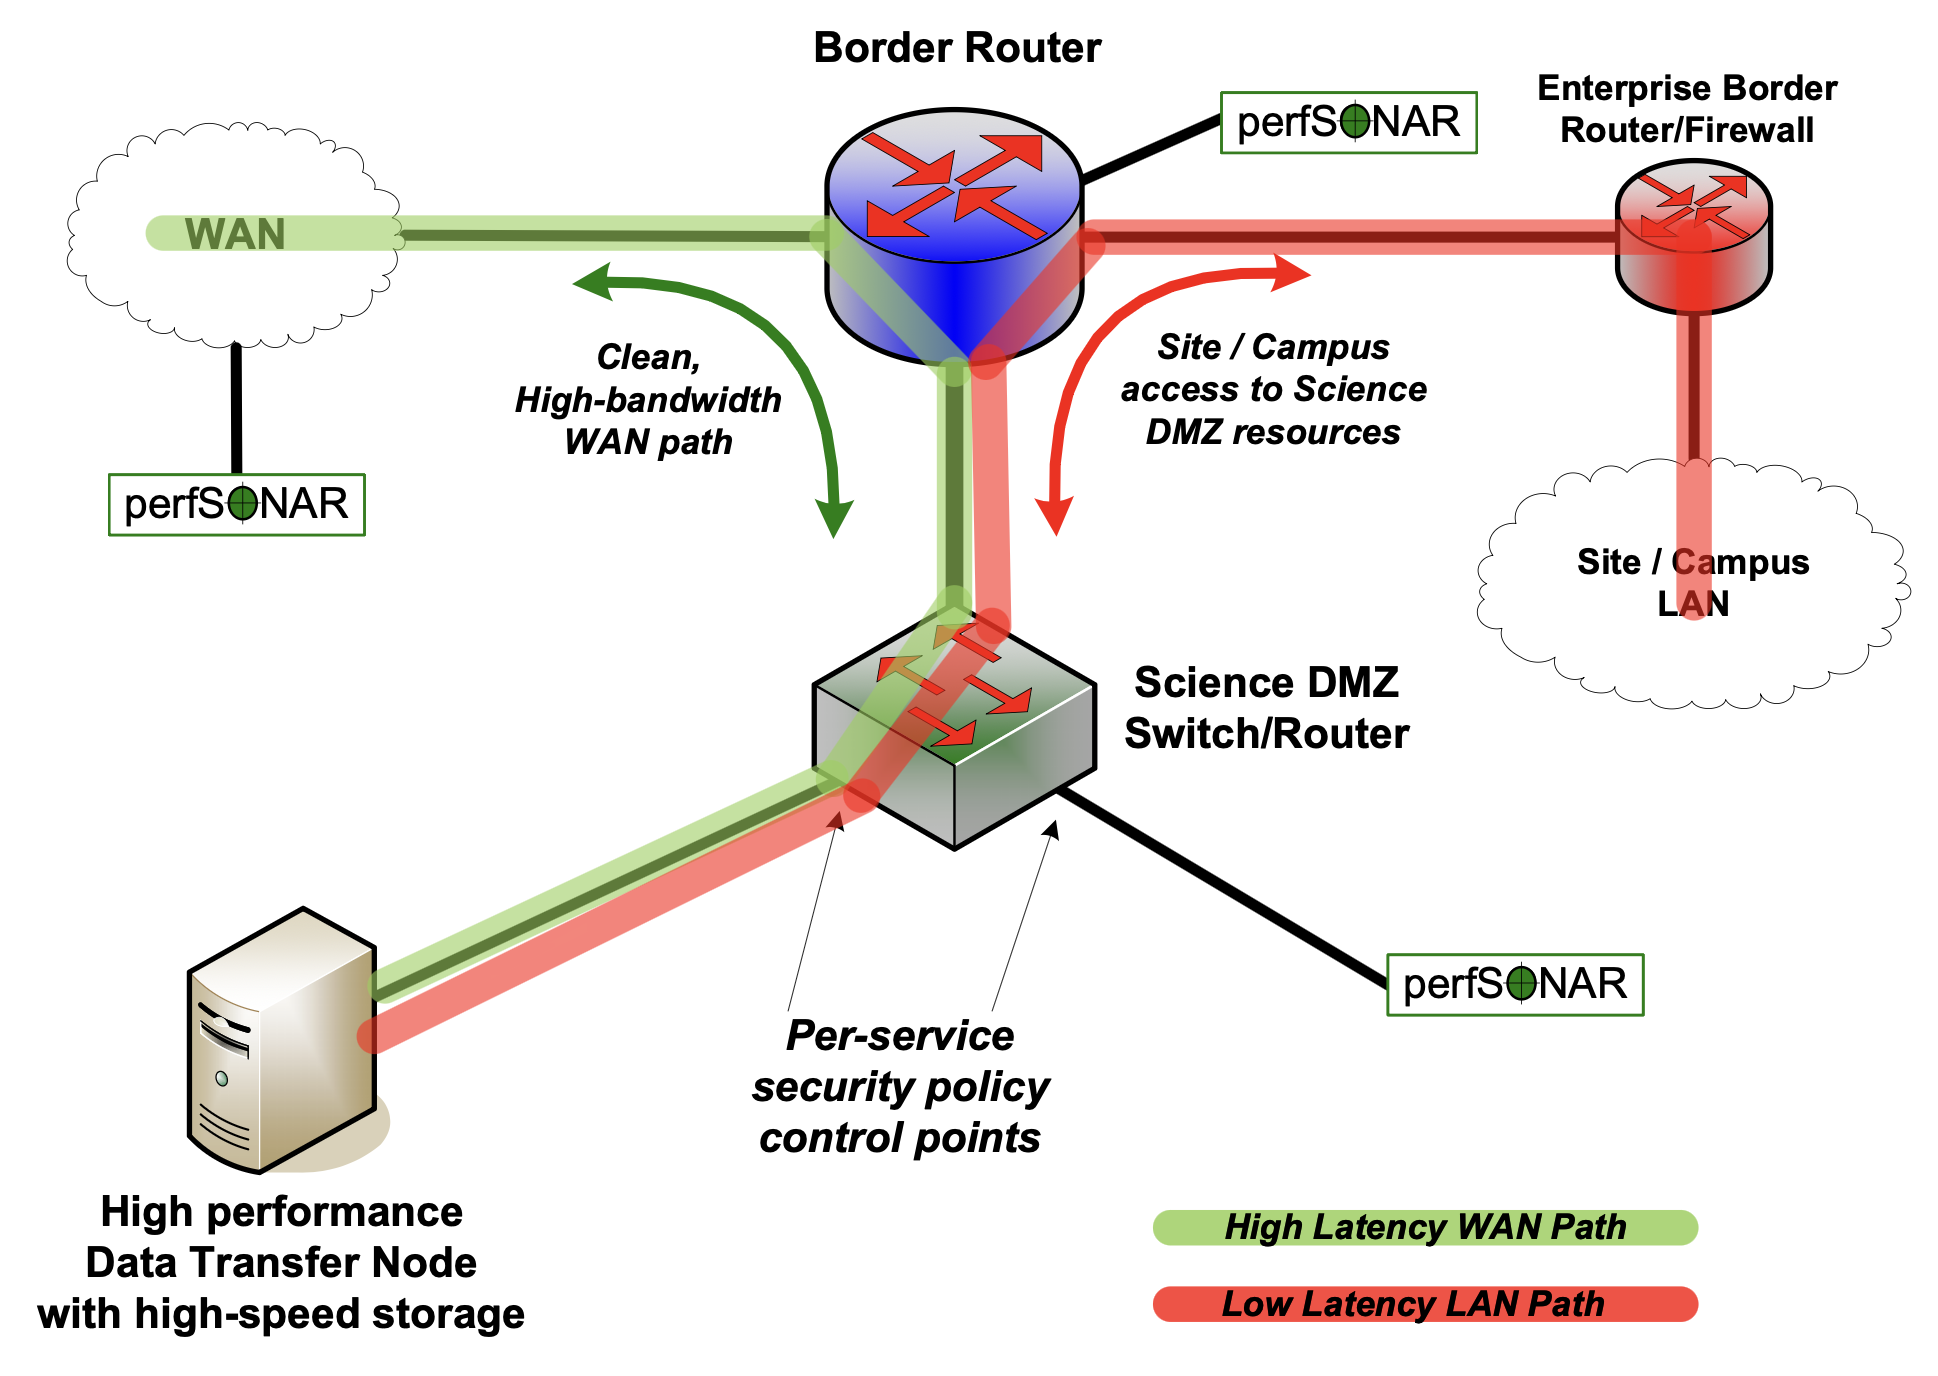 Border Router
perfSONAR
Enterprise Border
Router/Firewall
WAN
Clean,
High-bandwidth
WAN path
Site / Campus
access to Science
DMZ resources
perfSONAR
Site / Campus
LAN
Science DMZ
Switch/Router
perfSONAR
Per-service
security policy
control points
High performance
Data Transfer Node
with high-speed storage
High Latency WAN Path
Low Latency LAN Path